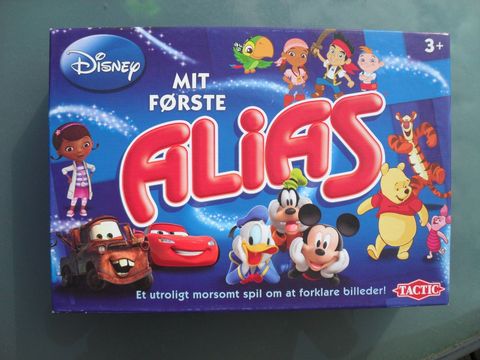 Disney
MIT
FØRSTE
3+
ALIAS
Et utroligt morsomt spil om at forklare billeder!
TACTIC